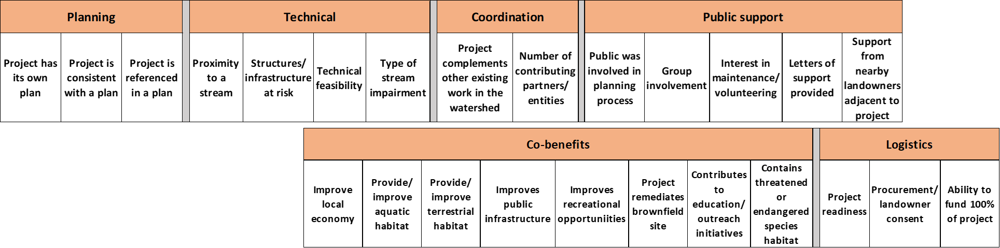 Planning
Project has
its own
plan
Project is
consistent
with a plan
Project is
referenced
in a plan
Technical
Proximity
to a
stream
Structures/
infrastructure
at risk
Technical
feasibility
Type of
stream
impairment
Coordination
Project
complements
other existing
work in the
watershed
Number of
contributing
partners/
entities
Public support
Public was
involved in
planning
process
Group
involvement
Interest in
maintenance/
volunteering
Letters of
support
provided
Support
from
nearby
landowners
adjacent to
project
Co-benefits
Improve
local
economy
Provide/
improve
aquatic
habitat
Provide/
improve
terrestrial
habitat
Improves
public
infrastructure
Improves
recreational
opportuniities
Project
remediates
brownfield
site
Contributes
to
education/
outreach
initiatives
Contains
threatened
or
endangered
species
habitat
Logistics
Project
readiness
Procurement/
landowner
consent
Ability to
fund 100%
of project